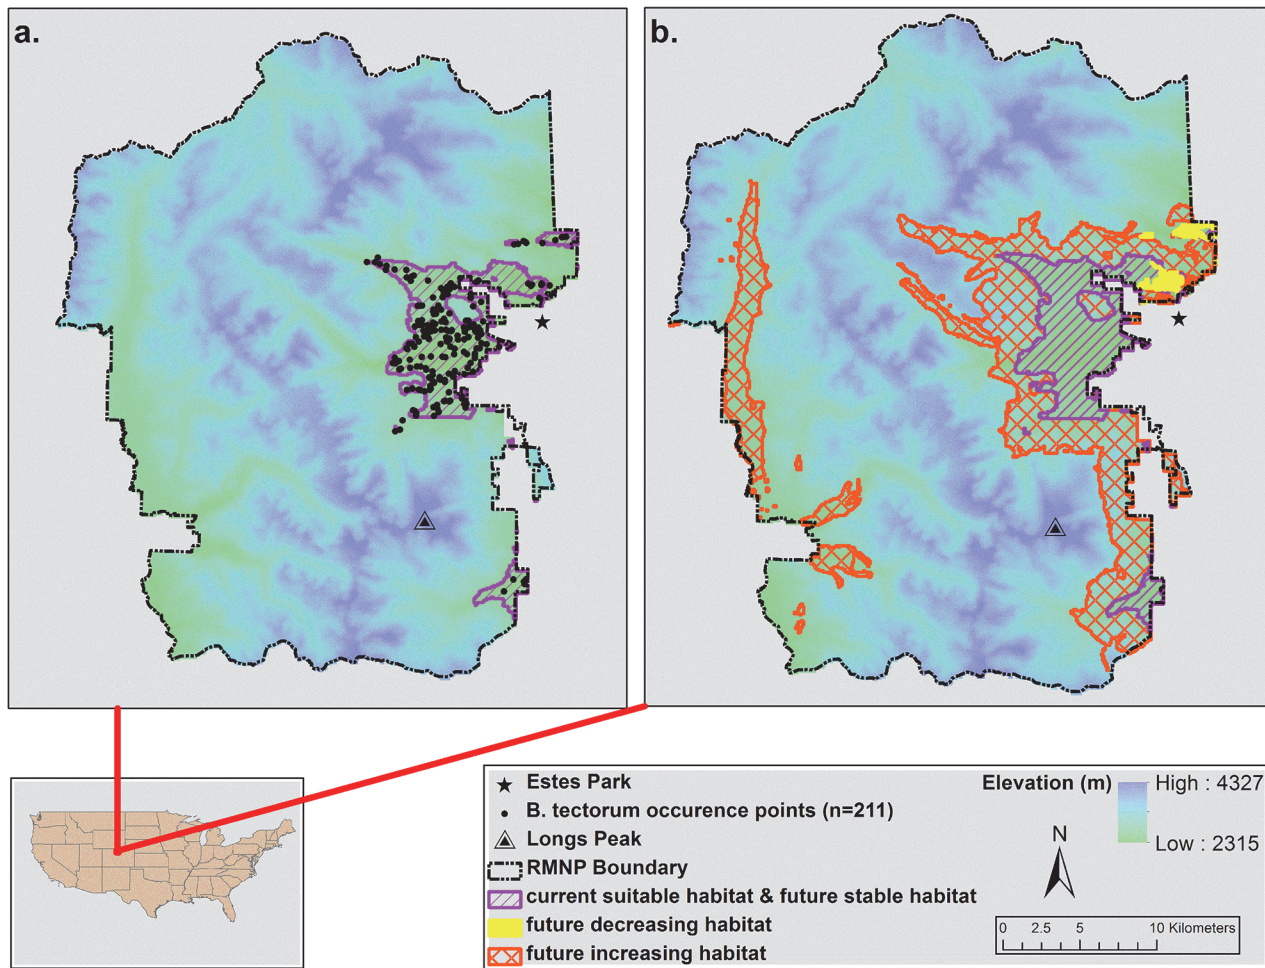 a.
b.
Estes Park
B. tectorum occurence points (n=211)
Longs Peak
RMNP Boundary
current suitable habitat & future stable habitat
future decreasing habitat
future increasing habitat
Elevation (m)
High : 4327
Low : 2315
N
0 2.5 5 10 Kilometers